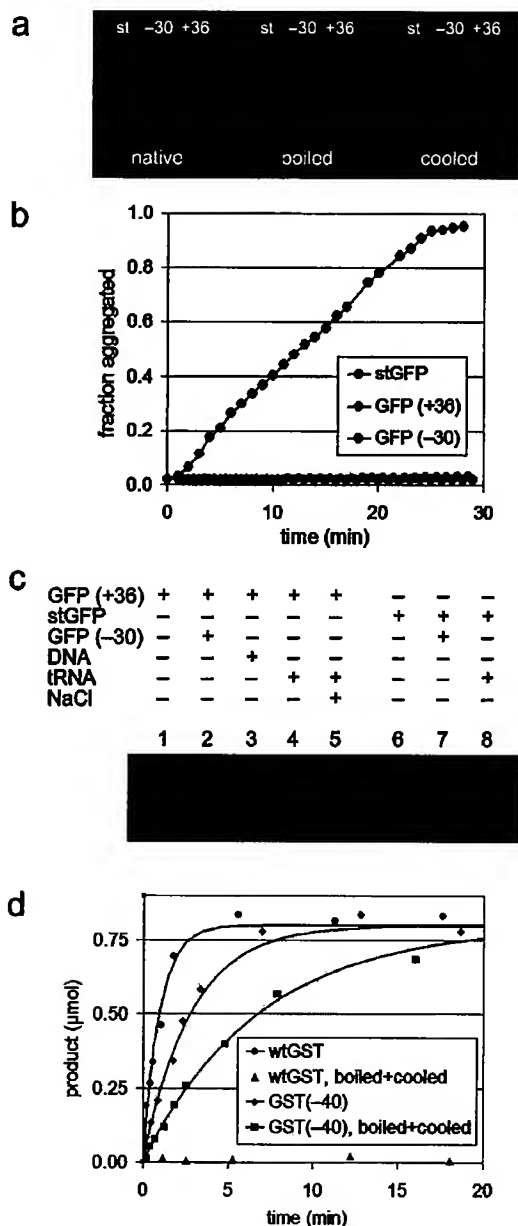 a
st –30 +36 st –30 +36 st –30 +36
native boiled cooled
b
fraction aggregated
1.0
0.8
0.6
0.4
0.2
0.0
stGFP
GFP (+36)
GFP (–30)
0 10 20 30
time (min)
c
GFP (+36) + + + + + – – –
stGFP – – – – – + + +
GFP (–30) – + – – – – + –
DNA – – + – – – – –
tRNA – – – + + – – +
NaCl – – – – + – – –
1 2 3 4 5 6 7 8
d
product (µmol)
0.75
0.50
0.25
0.00
wtGST
wtGST, boiled+cooled
GST(–40)
GST(–40), boiled+cooled
0 5 10 15 20
time (min)